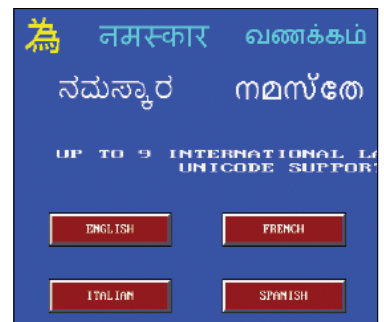 為 नमस्कार வணக்கம்
ನಮಸ್ಕಾರ നമസ്തേ
UP TO 9 INTERNATIONAL LA
UNICODE SUPPORT
ENGLISH FRENCH
ITALIAN SPANISH